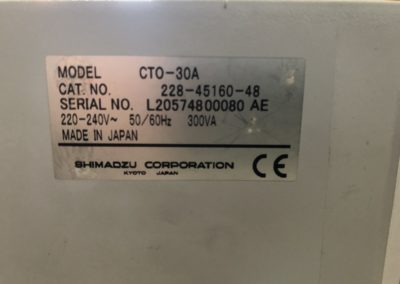 MODEL CTO-30A
CAT. NO. 228-45160-48
SERIAL NO. L20574800080 AE
220-240V~ 50/60Hz 300VA
MADE IN JAPAN
SHIMADZU CORPORATION
KYOTO JAPAN
CE